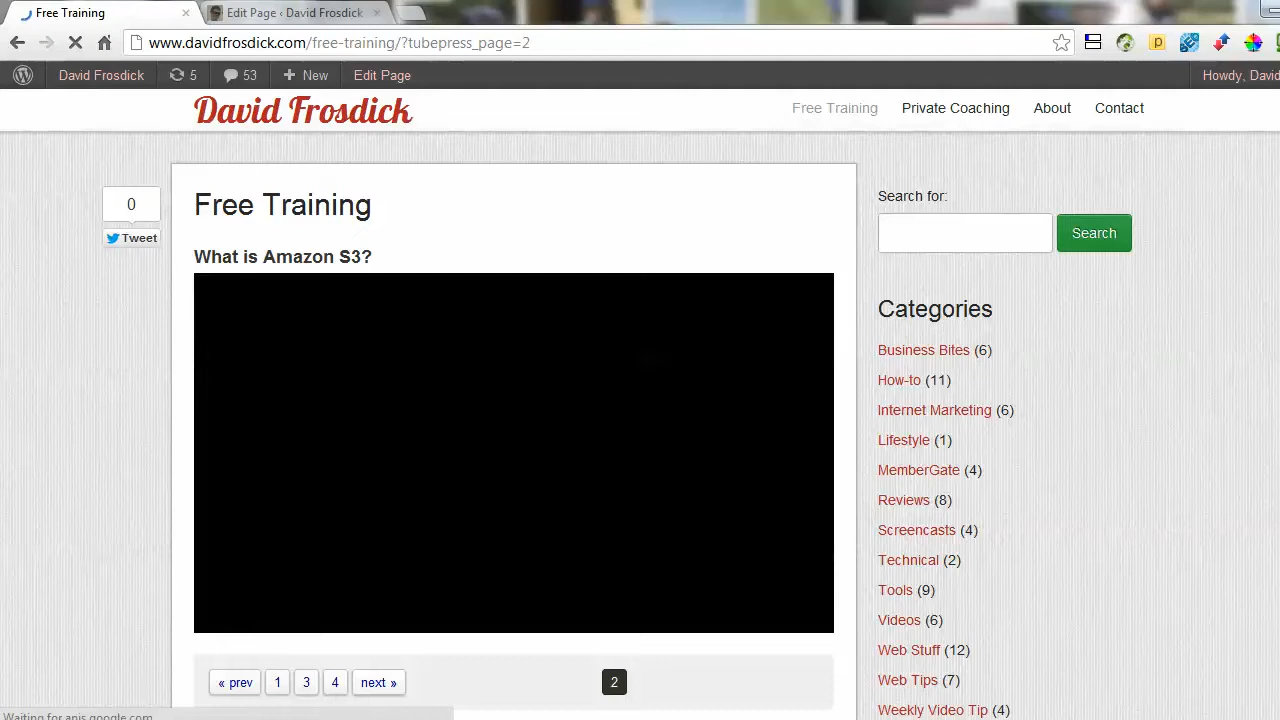 Free Training
Edit Page ‹ David Frosdick
www.davidfrosdick.com/free-training/?tubepress_page=2
David Frosdick
5
53
New
Edit Page
Howdy, David
David Frosdick
Free Training
Private Coaching
About
Contact
0
Tweet
Free Training
What is Amazon S3?
« prev
1
3
4
next »
2
Search for:
Search
Categories
Business Bites (6)
How-to (11)
Internet Marketing (6)
Lifestyle (1)
MemberGate (4)
Reviews (8)
Screencasts (4)
Technical (2)
Tools (9)
Videos (6)
Web Stuff (12)
Web Tips (7)
Weekly Video Tip (4)
Waiting for apis.google.com